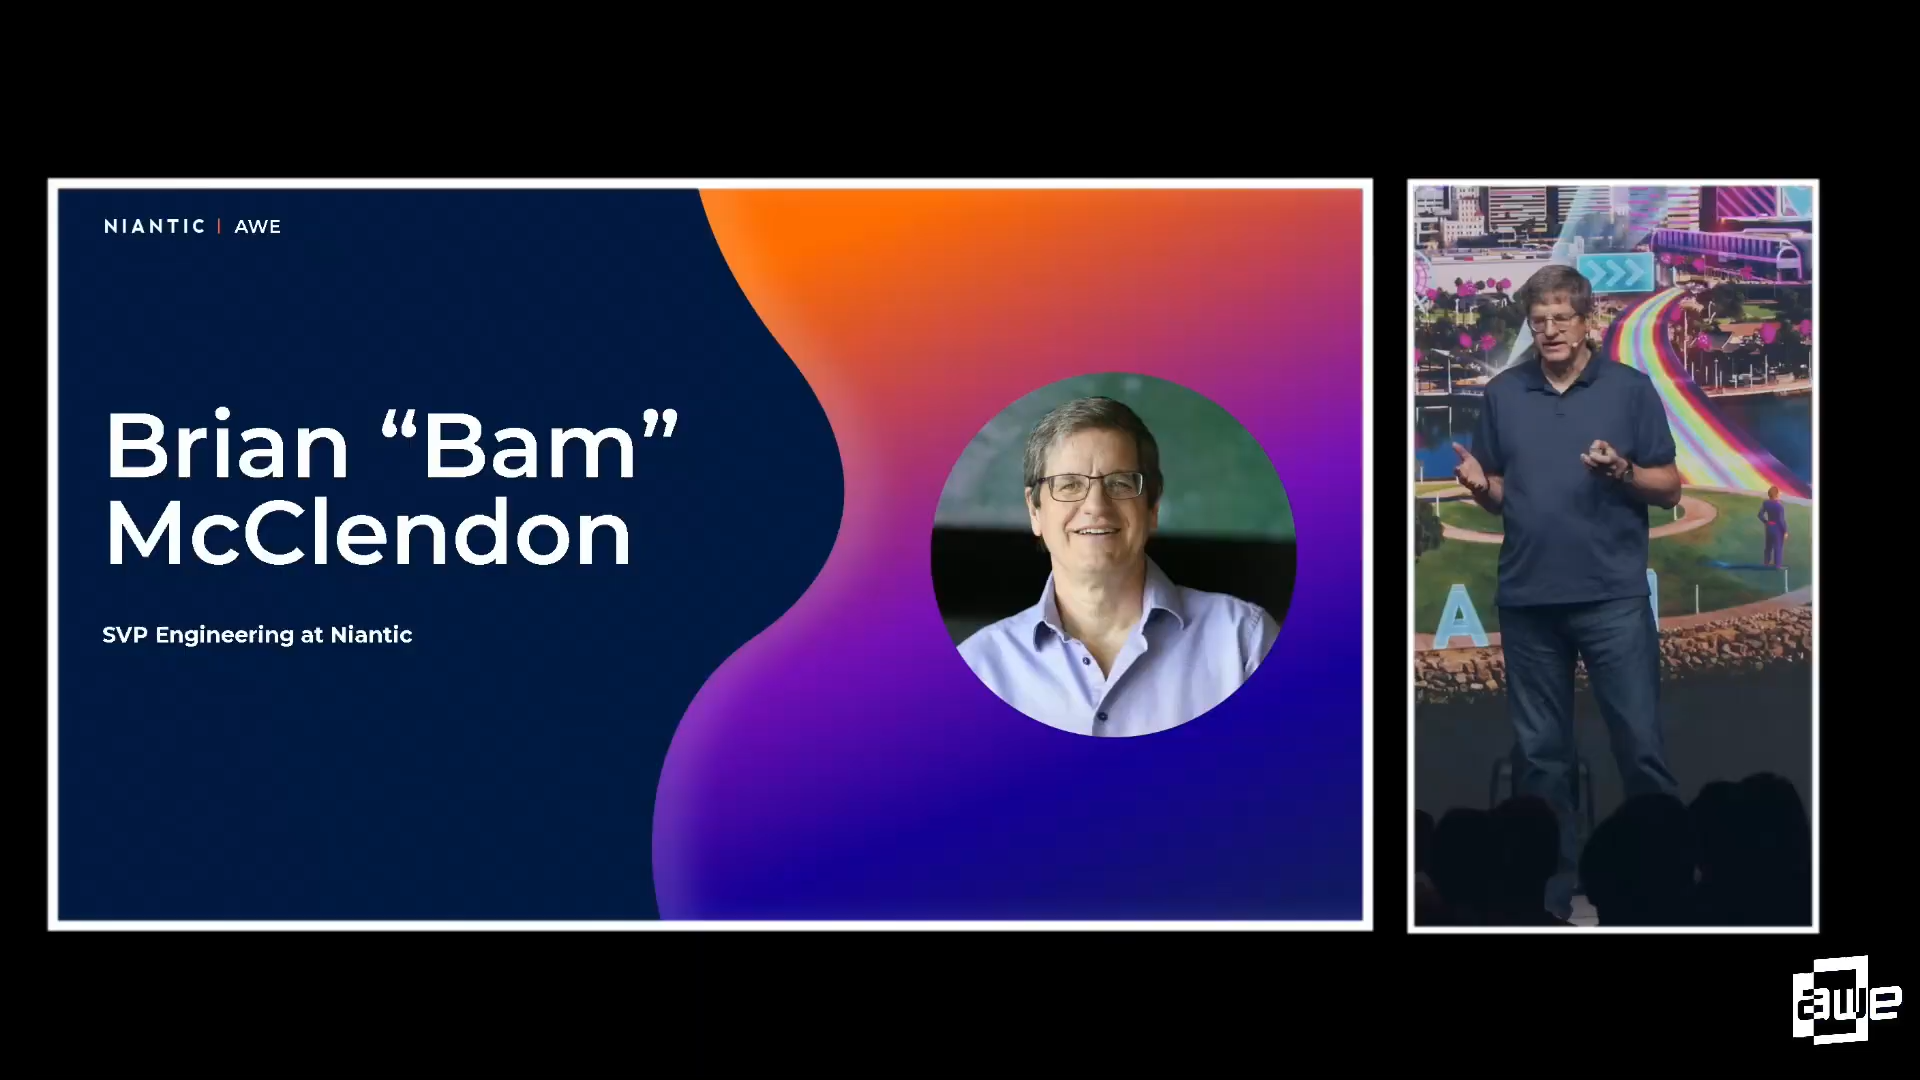 NIANTIC | AWE
Brian “Bam”
McClendon
SVP Engineering at Niantic
A
awe